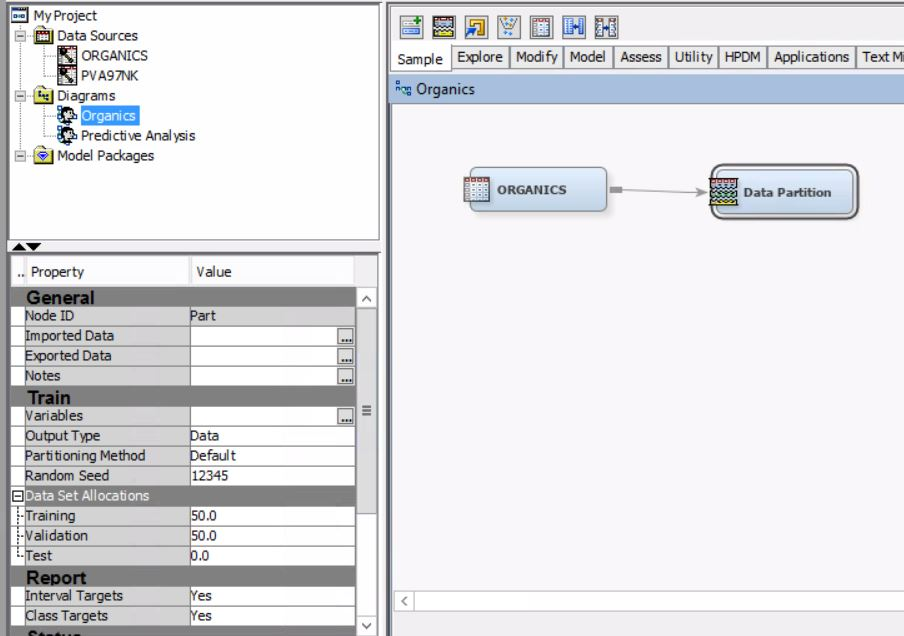 My Project
Data Sources
ORGANICS
PVA97NK
Diagrams
Organics
Predictive Analysis
Model Packages
.. Property Value
General
Node ID Part
Imported Data ...
Exported Data ...
Notes ...
Train
Variables ...
Output Type Data
Partitioning Method Default
Random Seed 12345
Data Set Allocations
Training 50.0
Validation 50.0
Test 0.0
Report
Interval Targets Yes
Class Targets Yes
Status
Sample Explore Modify Model Assess Utility HPDM Applications Text Mi
Organics
ORGANICS
Data Partition